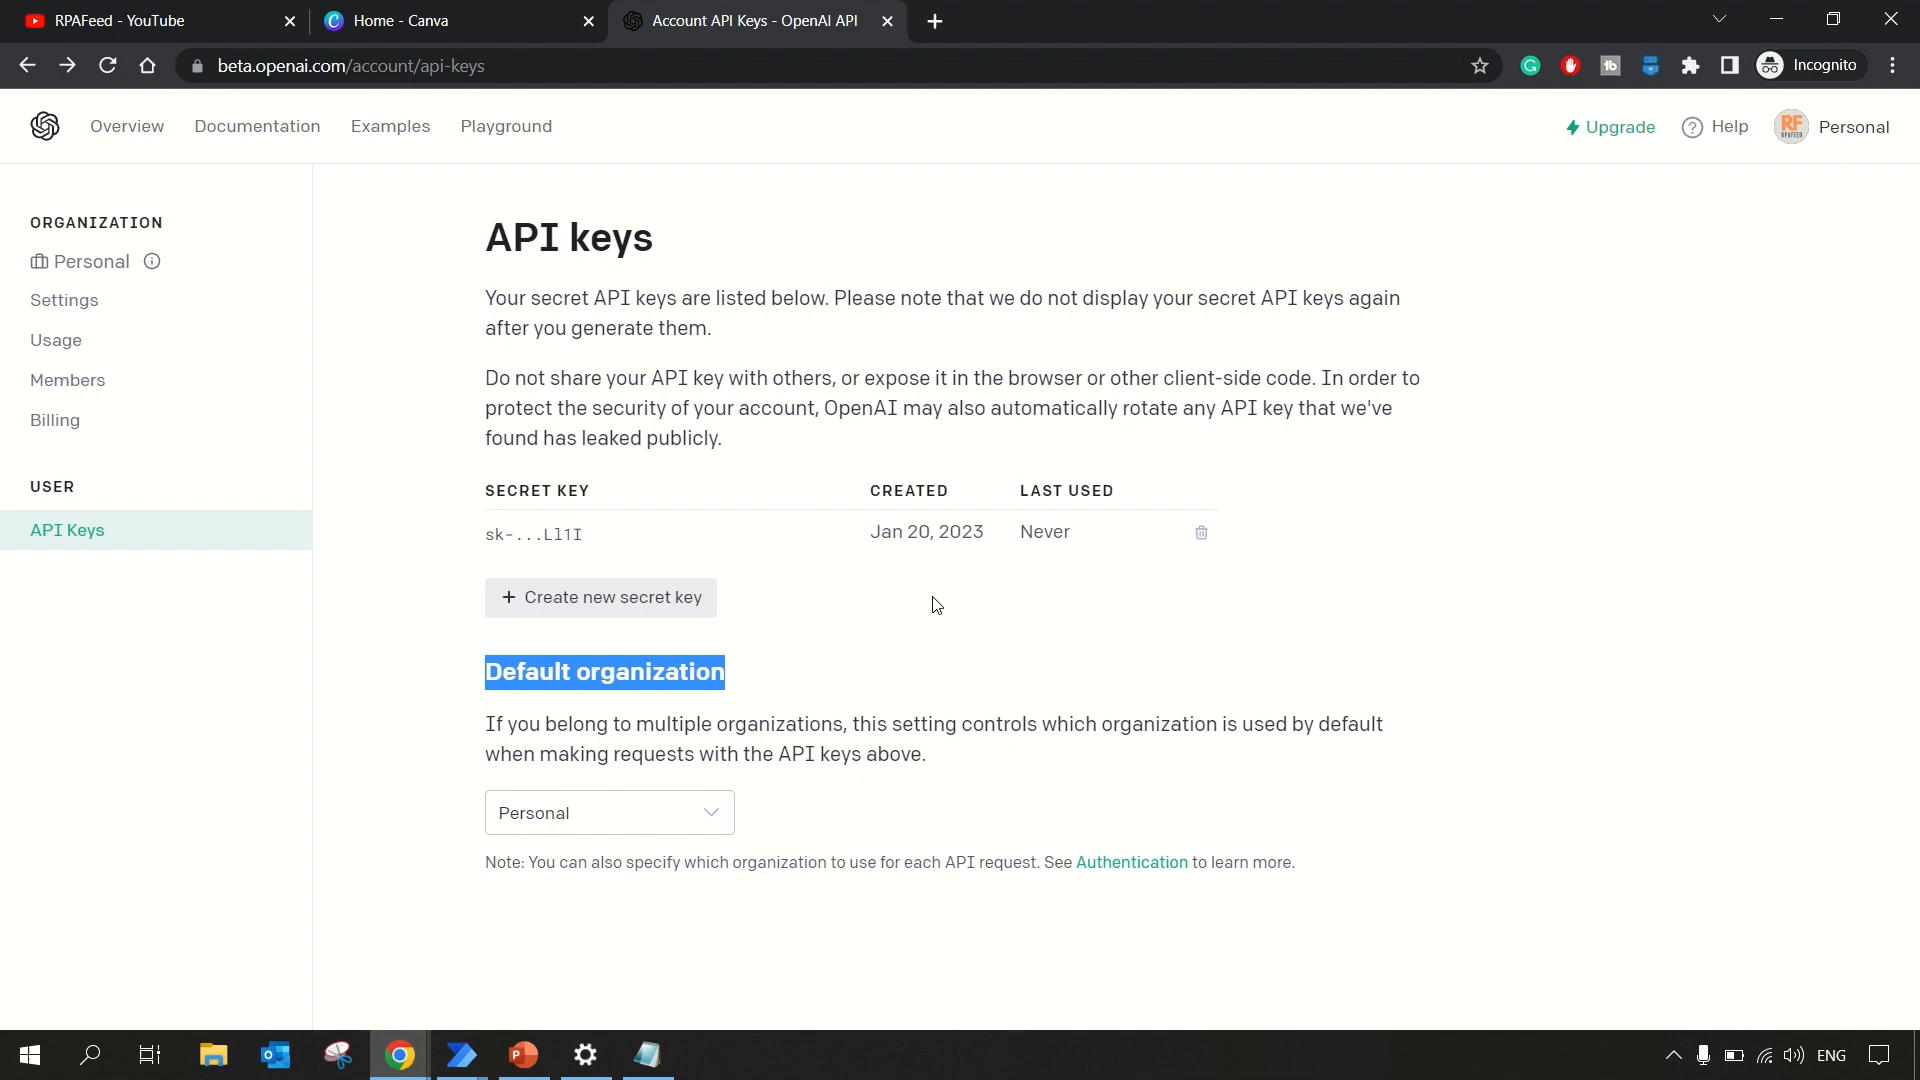 RPAFeed - YouTube
Home - Canva
Account API Keys - OpenAI API
beta.openai.com/account/api-keys
Incognito
Overview
Documentation
Examples
Playground
Upgrade
Help
RF
RPAFEED
Personal
ORGANIZATION
Personal
Settings
Usage
Members
Billing
USER
API Keys
API keys
Your secret API keys are listed below. Please note that we do not display your secret API keys again
after you generate them.
Do not share your API key with others, or expose it in the browser or other client-side code. In order to
protect the security of your account, OpenAI may also automatically rotate any API key that we've
found has leaked publicly.
SECRET KEY CREATED LAST USED
sk-...Ll1I Jan 20, 2023 Never
+ Create new secret key
Default organization
If you belong to multiple organizations, this setting controls which organization is used by default
when making requests with the API keys above.
Personal
Note: You can also specify which organization to use for each API request. See Authentication to learn more.
ENG